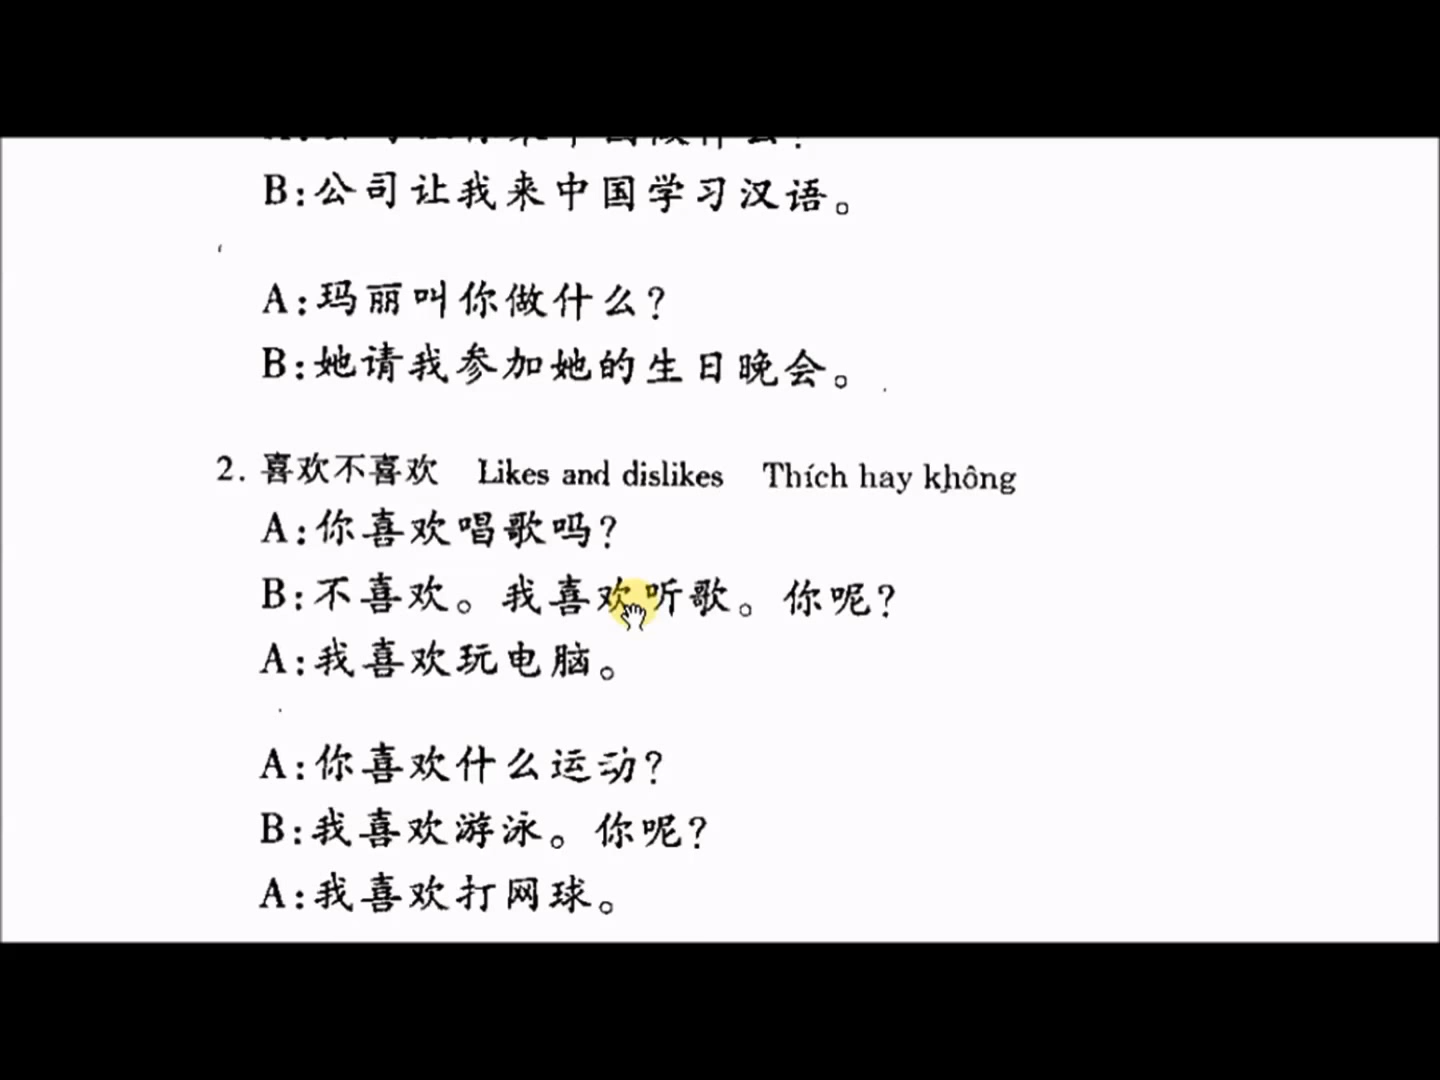 B:公司让我来中国学习汉语。
A:玛丽叫你做什么?
B:她请我参加她的生日晚会。
2. 喜欢不喜欢 Likes and dislikes Thích hay không
A:你喜欢唱歌吗?
B:不喜欢。我喜欢听歌。你呢?
A:我喜欢玩电脑。
A:你喜欢什么运动?
B:我喜欢游泳。你呢?
A:我喜欢打网球。